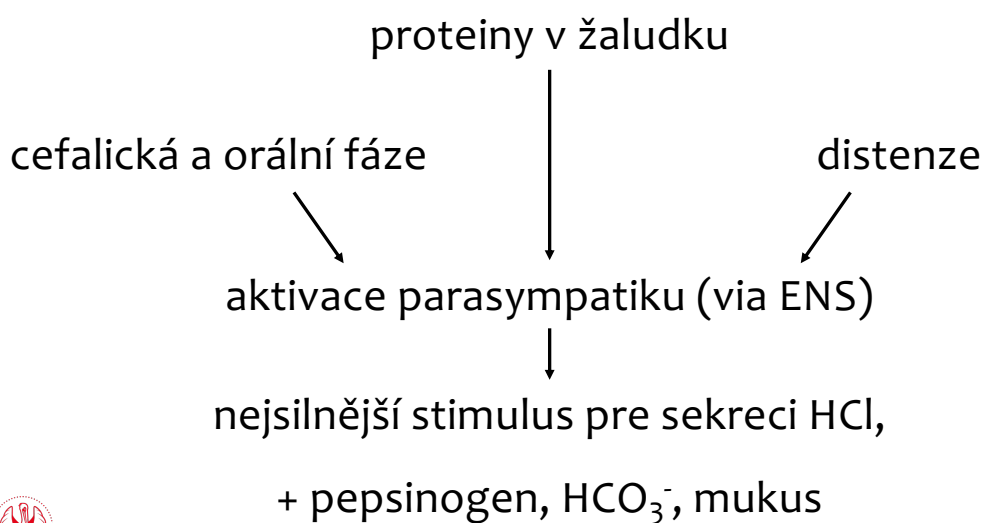 proteiny v žaludku
cefalická a orální fáze
distenze
aktivace parasympatiku (via ENS)
nejsilnější stimulus pre sekreci HCl,
+ pepsinogen, HCO₃⁻, mukus